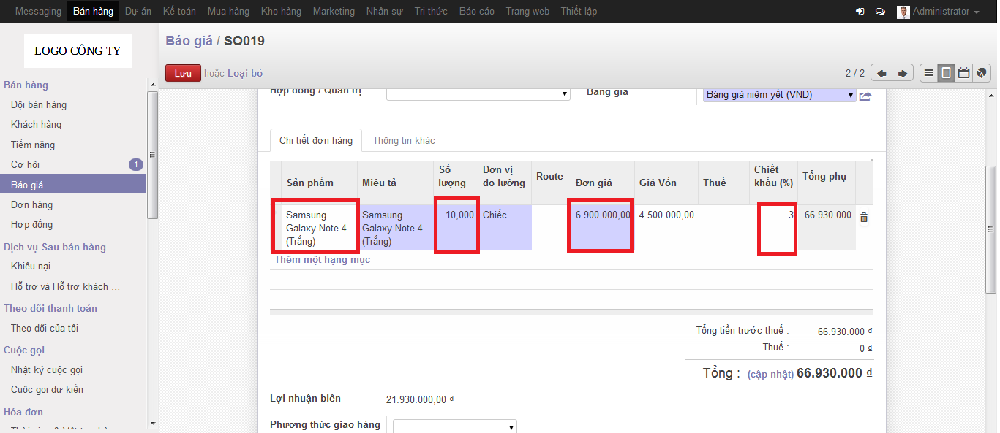 Messaging Bán hàng Dự án Kế toán Mua hàng Kho hàng Marketing Nhân sự Tri thức Báo cáo Trang web Thiết lập Administrator
LOGO CÔNG TY
Bán hàng
Đội bán hàng
Khách hàng
Tiềm năng
Cơ hội 1
Báo giá
Đơn hàng
Hợp đồng
Dịch vụ Sau bán hàng
Khiếu nại
Hỗ trợ và Hỗ trợ khách ...
Theo dõi thanh toán
Theo dõi của tôi
Cuộc gọi
Nhật ký cuộc gọi
Cuộc gọi dự kiến
Hóa đơn
Báo giá / SO019
Lưu hoặc Loại bỏ
2 / 2
Hợp đồng / Quản trị
Bảng giá Bảng giá niêm yết (VND)
Chi tiết đơn hàng Thông tin khác
Sản phẩm Miêu tả Số lượng Đơn vị đo lường Route Đơn giá Giá Vốn Thuế Chiết khấu (%) Tổng phụ
Samsung Samsung 10,000 Chiếc 6.900.000,00 4.500.000,00 3 66.930.000
Galaxy Note 4 Galaxy Note 4
(Trắng) (Trắng)
Thêm một hạng mục
Tổng tiền trước thuế : 66.930.000 đ
Thuế : 0 đ
Tổng : (cập nhật) 66.930.000 đ
Lợi nhuận biên 21.930.000,00 đ
Phương thức giao hàng